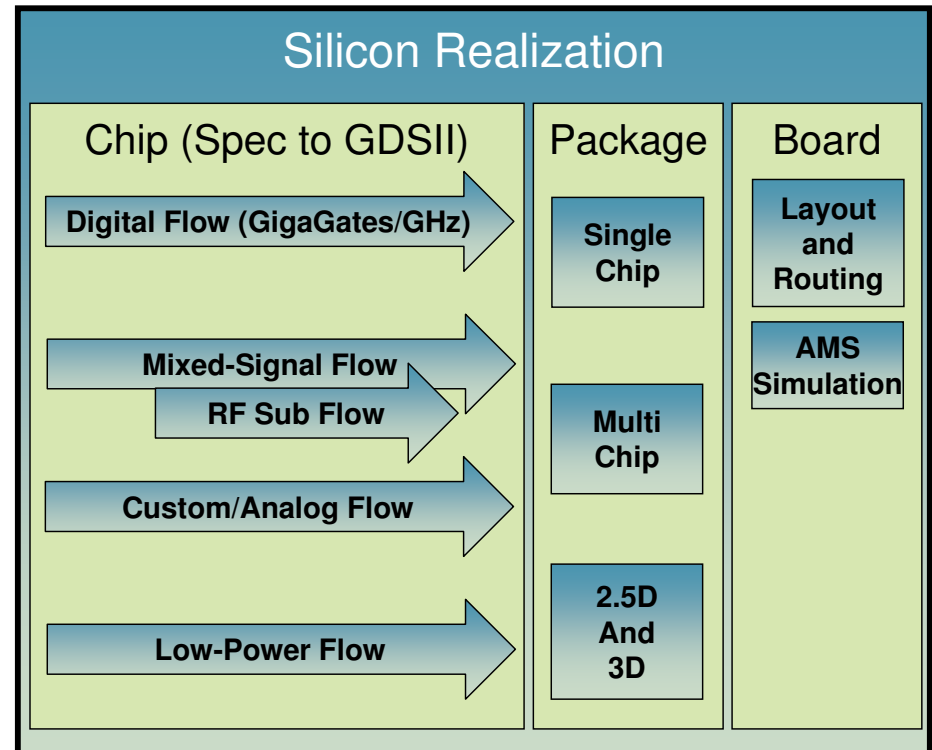 Silicon Realization
Chip (Spec to GDSII)
Digital Flow (GigaGates/GHz)
Mixed-Signal Flow
RF Sub Flow
Custom/Analog Flow
Low-Power Flow
Package
Single
Chip
Multi
Chip
2.5D
And
3D
Board
Layout
and
Routing
AMS
Simulation